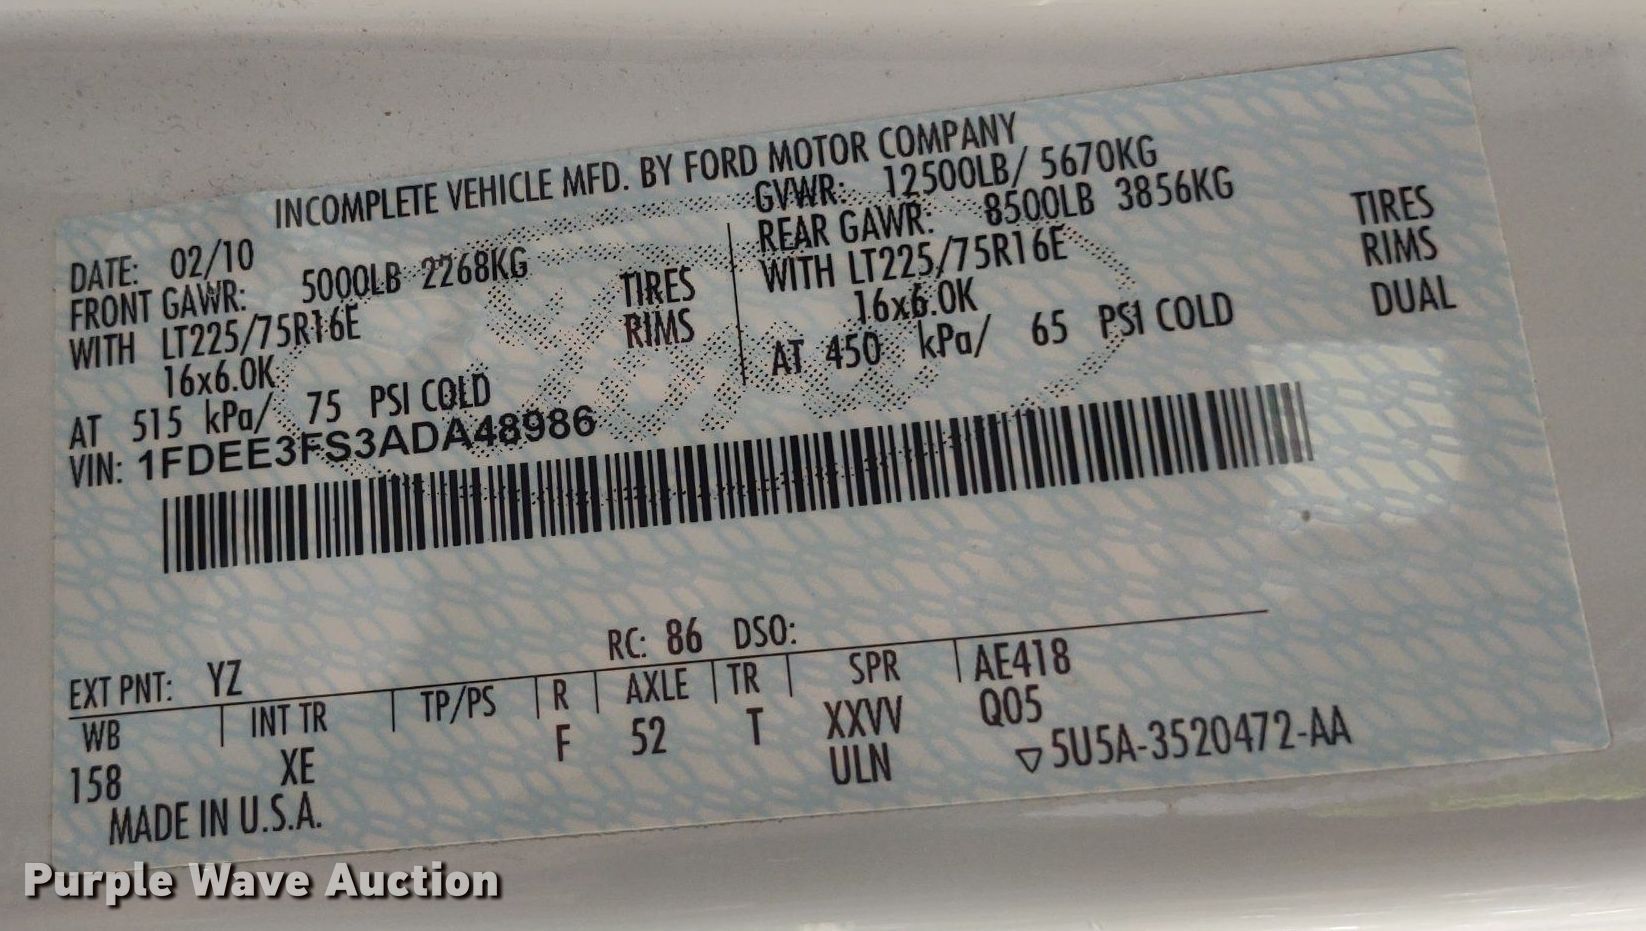 INCOMPLETE VEHICLE MFD. BY FORD MOTOR COMPANY
DATE: 02/10 GVWR: 12500LB/ 5670KG
FRONT GAWR: 5000LB 2268KG REAR GAWR: 8500LB 3856KG
WITH LT225/75R16E TIRES WITH LT225/75R16E TIRES
16x6.0K RIMS 16x6.0K RIMS
AT 515 kPa/ 75 PSI COLD AT 450 kPa/ 65 PSI COLD DUAL
VIN: 1FDEE3FS3ADA48986
Ford
EXT PNT: YZ RC: 86 DSO:
WB INT TR TP/PS R AXLE TR SPR AE418
158 XE F 52 T XXVV Q05
ULN ▽5U5A-3520472-AA
MADE IN U.S.A.
Purple Wave Auction